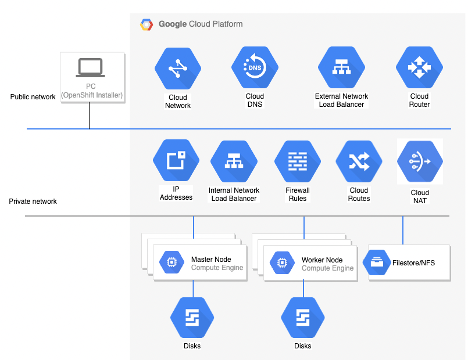 Google Cloud Platform
PC
(OpenShift Installer)
Public network
Cloud
Network
DNS
Cloud
DNS
External Network
Load Balancer
Cloud
Router
IP
Addresses
Internal Network
Load Balancer
Firewall
Rules
Cloud
Routes
Cloud
NAT
Private network
Master Node
Compute Engine
Worker Node
Compute Engine
Filestore/NFS
Disks
Disks